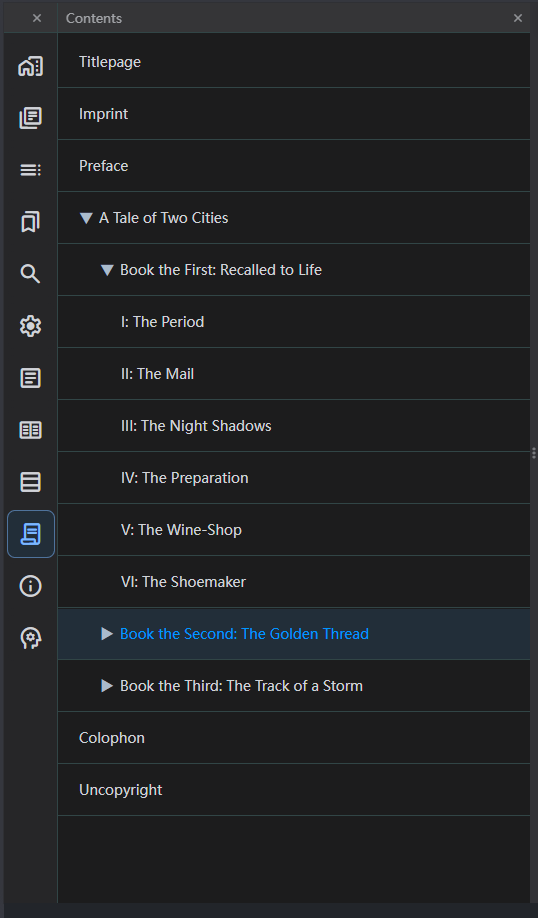 Contents
Titlepage
Imprint
Preface
A Tale of Two Cities
Book the First: Recalled to Life
I: The Period
II: The Mail
III: The Night Shadows
IV: The Preparation
V: The Wine-Shop
VI: The Shoemaker
Book the Second: The Golden Thread
Book the Third: The Track of a Storm
Colophon
Uncopyright